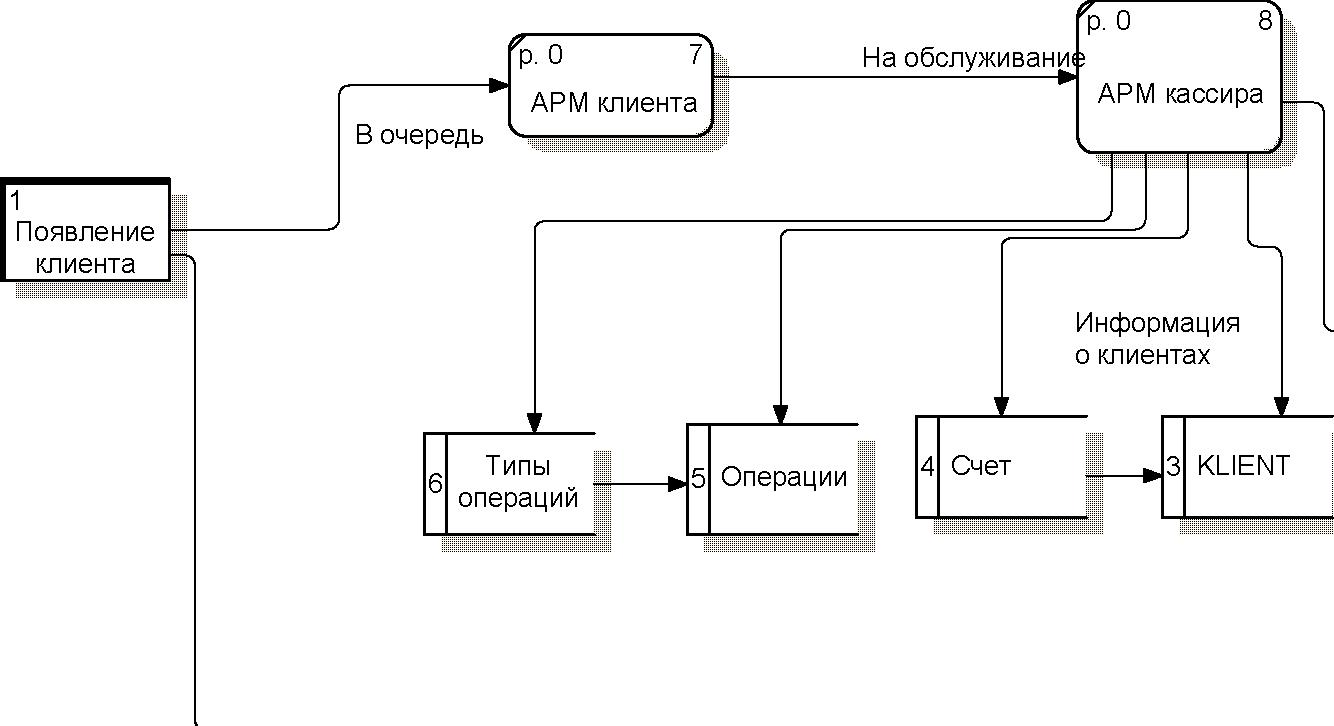 р. 0 8
На обслуживание
АРМ кассира
р. 0 7
АРМ клиента
В очередь
1
Появление
клиента
Информация
о клиентах
6
Типы
операций
5
Операции
4
Счет
3
KLIENT